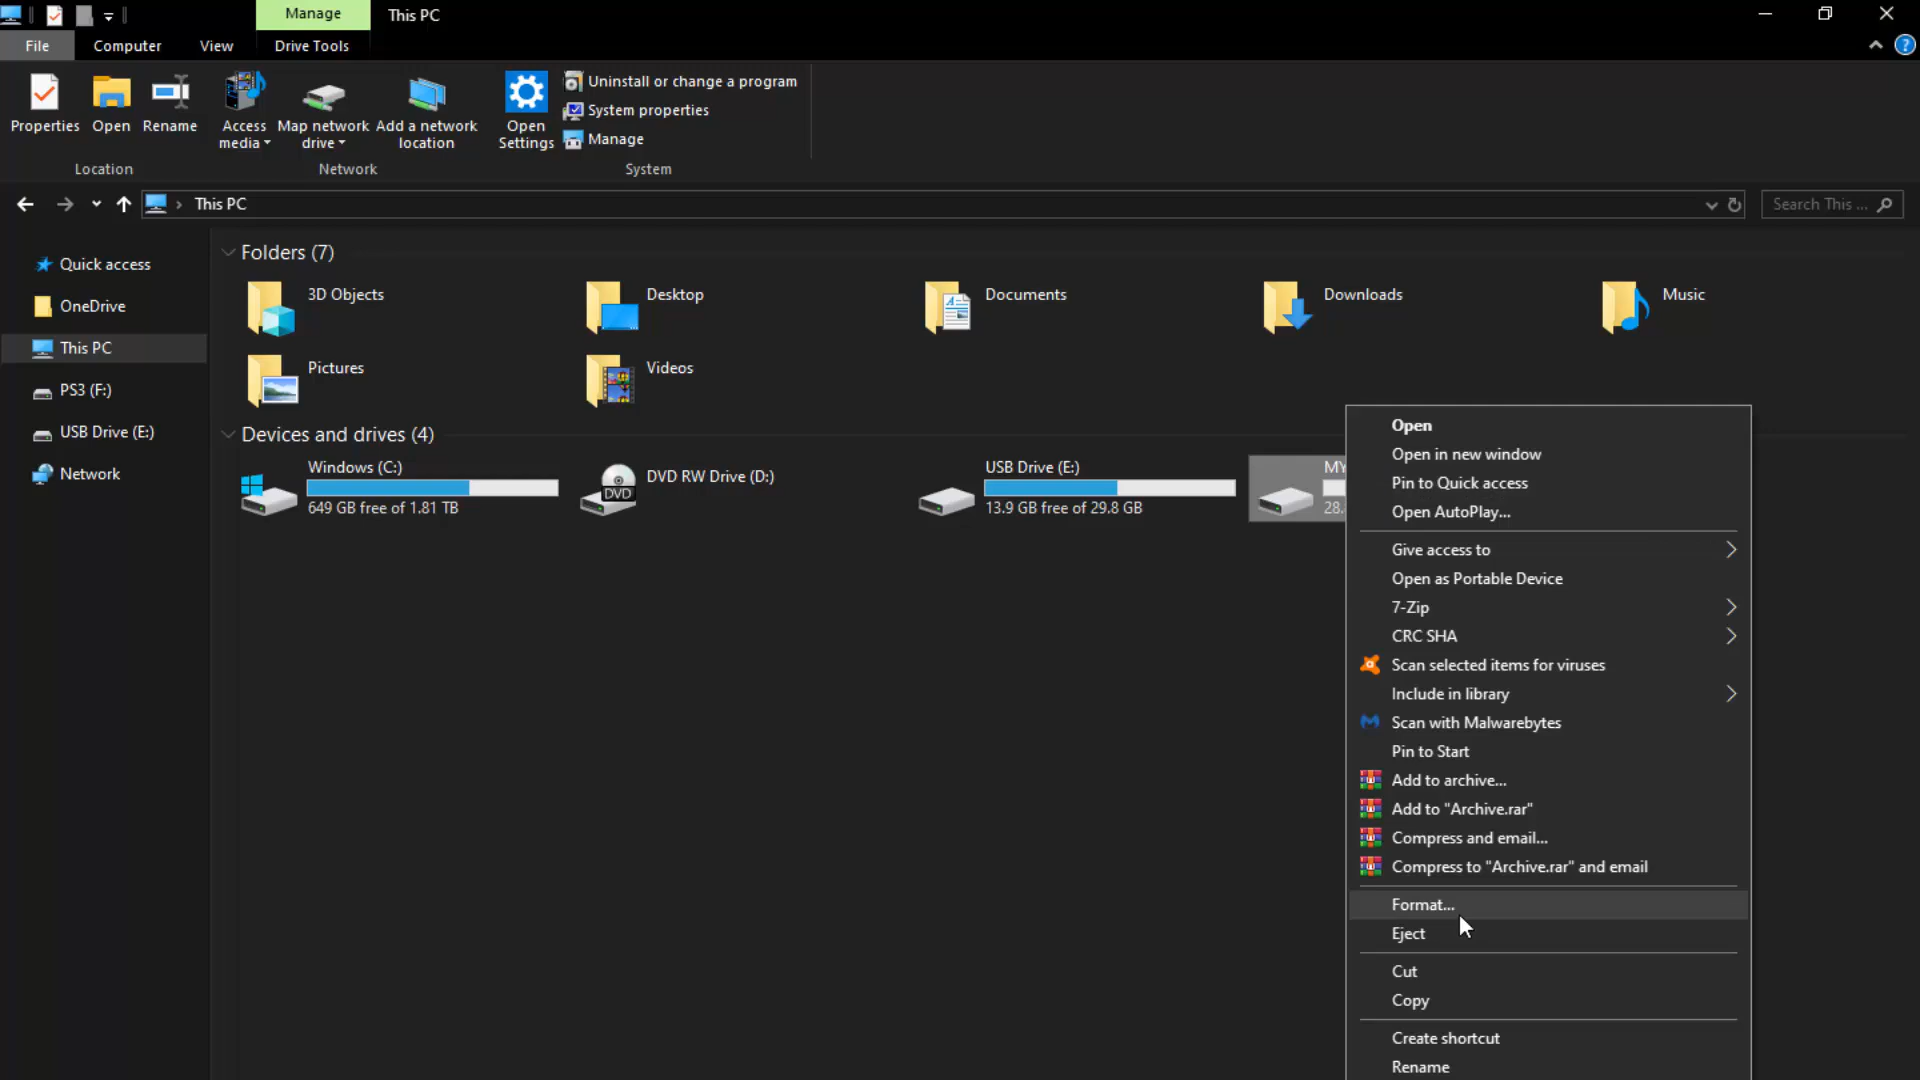 Manage
This PC
File
Computer
View
Drive Tools
Properties
Open
Rename
Access media
Map network drive
Add a network location
Open Settings
Uninstall or change a program
System properties
Manage
Location
Network
System
This PC
Search This ...
Quick access
OneDrive
This PC
PS3 (F:)
USB Drive (E:)
Network
Folders (7)
3D Objects
Desktop
Documents
Downloads
Music
Pictures
Videos
Devices and drives (4)
Windows (C:)
649 GB free of 1.81 TB
DVD RW Drive (D:)
DVD
USB Drive (E:)
13.9 GB free of 29.8 GB
MY
28.
Open
Open in new window
Pin to Quick access
Open AutoPlay...
Give access to
Open as Portable Device
7-Zip
CRC SHA
Scan selected items for viruses
Include in library
Scan with Malwarebytes
Pin to Start
Add to archive...
Add to "Archive.rar"
Compress and email...
Compress to "Archive.rar" and email
Format...
Eject
Cut
Copy
Create shortcut
Rename